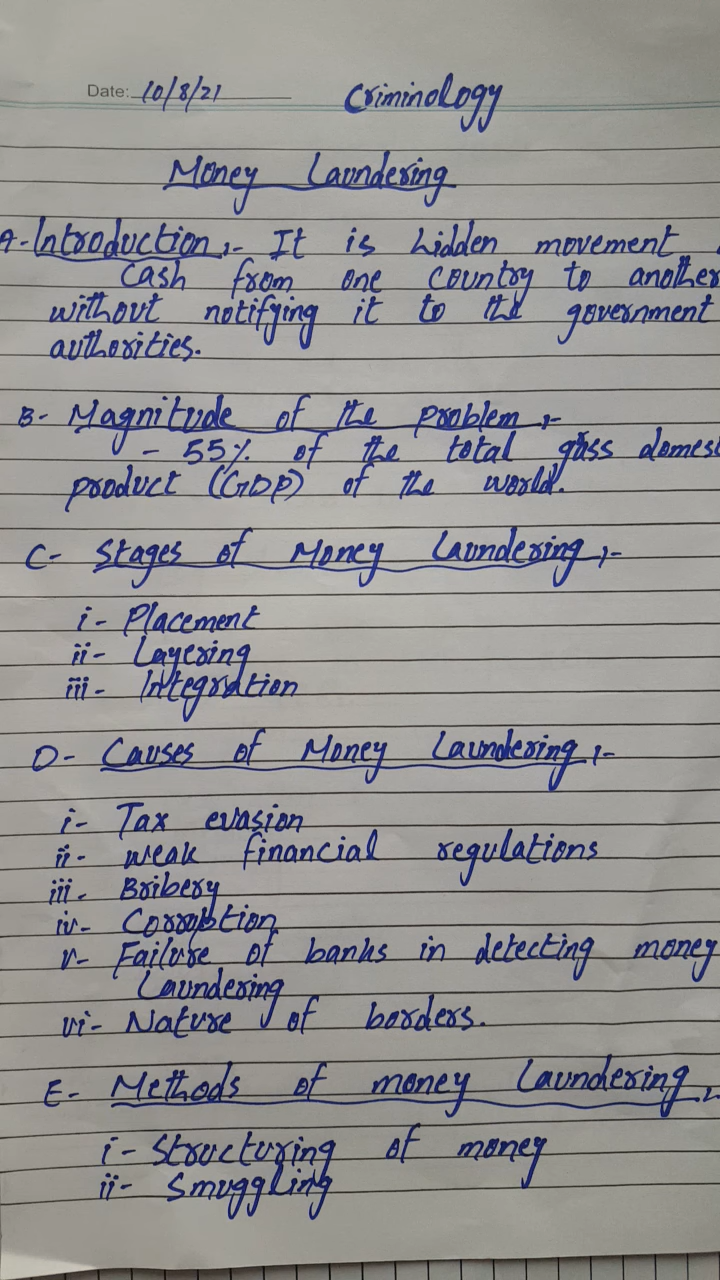 Date: 10/8/21 Criminology
Money Laundering
A- Introduction :- It is hidden movement
Cash from one country to another
without notifying it to the government
authorities.
B- Magnitude of the problem :-
- 55% of the total gross domes
product (GDP) of the world.
C- Stages of Money Laundering :-
i- Placement
ii- Layering
iii- Integration
D- Causes of Money Laundering :-
i- Tax evasion
ii- weak financial regulations
iii- Bribery
iv- Corruption
v- Failure of banks in detecting money
Laundering
vi- Nature of borders.
E- Methods of money Laundering :-
i- Structuring of money
ii- Smuggling